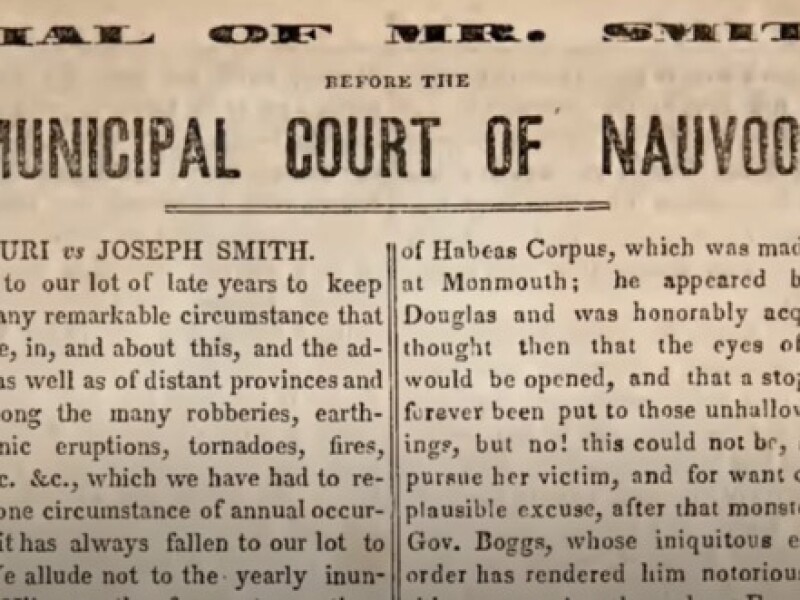 IAL OF MR. SMIT
BEFORE THE
MUNICIPAL COURT OF NAUVOO
URI vs JOSEPH SMITH.
to our lot of late years to keep
any remarkable circumstance that
e, in, and about this, and the ad-
as well as of distant provinces and
ong the many robberies, earth-
nic eruptions, tornadoes, fires,
c. &c., which we have had to re-
one circumstance of annual occur-
it has always fallen to our lot to
e allude not to the yearly inun-
of Habeas Corpus, which was mad
at Monmouth; he appeared b
Douglas and was honorably acq
thought then that the eyes of
would be opened, and that a stop
forever been put to those unhallow
ings, but no! this could not be,
pursue her victim, and for want o
plausible excuse, after that monst
Gov. Boggs, whose iniquitous e
order has rendered him notoriou